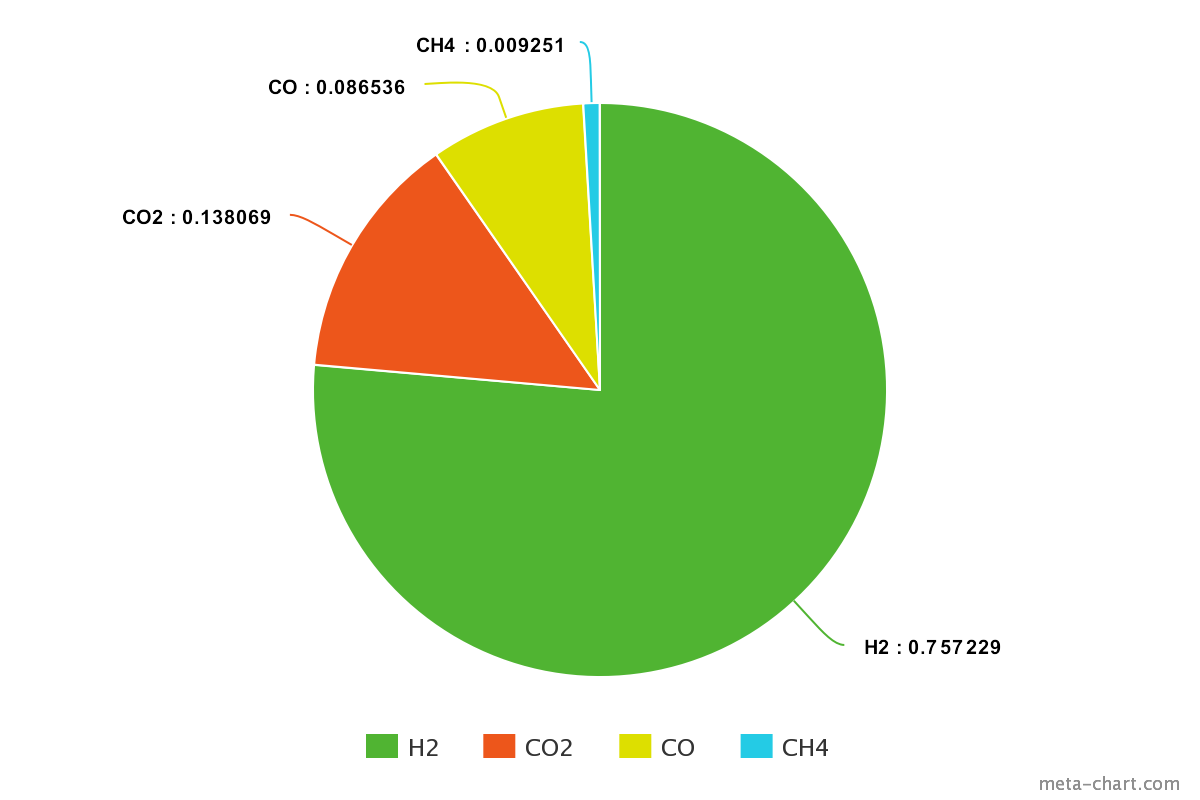 CH4 : 0.009251
CO : 0.086536
CO2 : 0.138069
H2 : 0.757229
H2 CO2 CO CH4
meta-chart.com